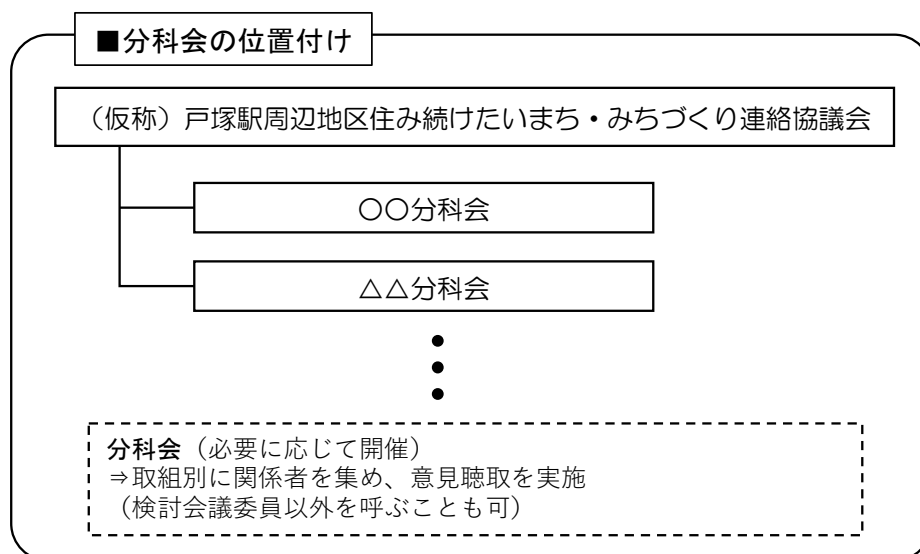 ■分科会の位置付け
（仮称）戸塚駅周辺地区住み続けたいまち・みちづくり連絡協議会
〇〇分科会
△△分科会
分科会（必要に応じて開催）
⇒取組別に関係者を集め、意見聴取を実施
（検討会議委員以外を呼ぶことも可）